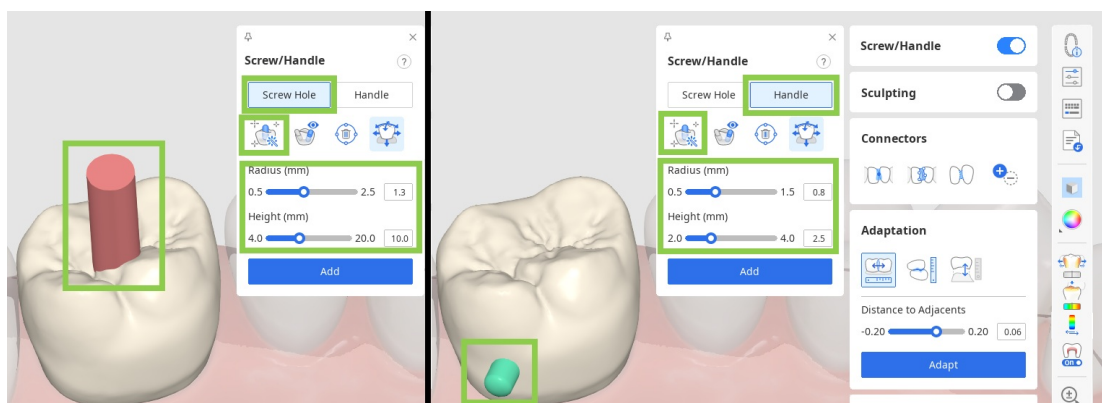 Screw/Handle
?
Screw Hole
Handle
Radius (mm)
0.5 2.5 1.3
Height (mm)
4.0 20.0 10.0
Add
Screw/Handle
?
Screw Hole
Handle
Radius (mm)
0.5 1.5 0.8
Height (mm)
2.0 4.0 2.5
Add
Screw/Handle
Sculpting
Connectors
Adaptation
Distance to Adjacents
-0.20 0.20 0.06
Adapt
ON